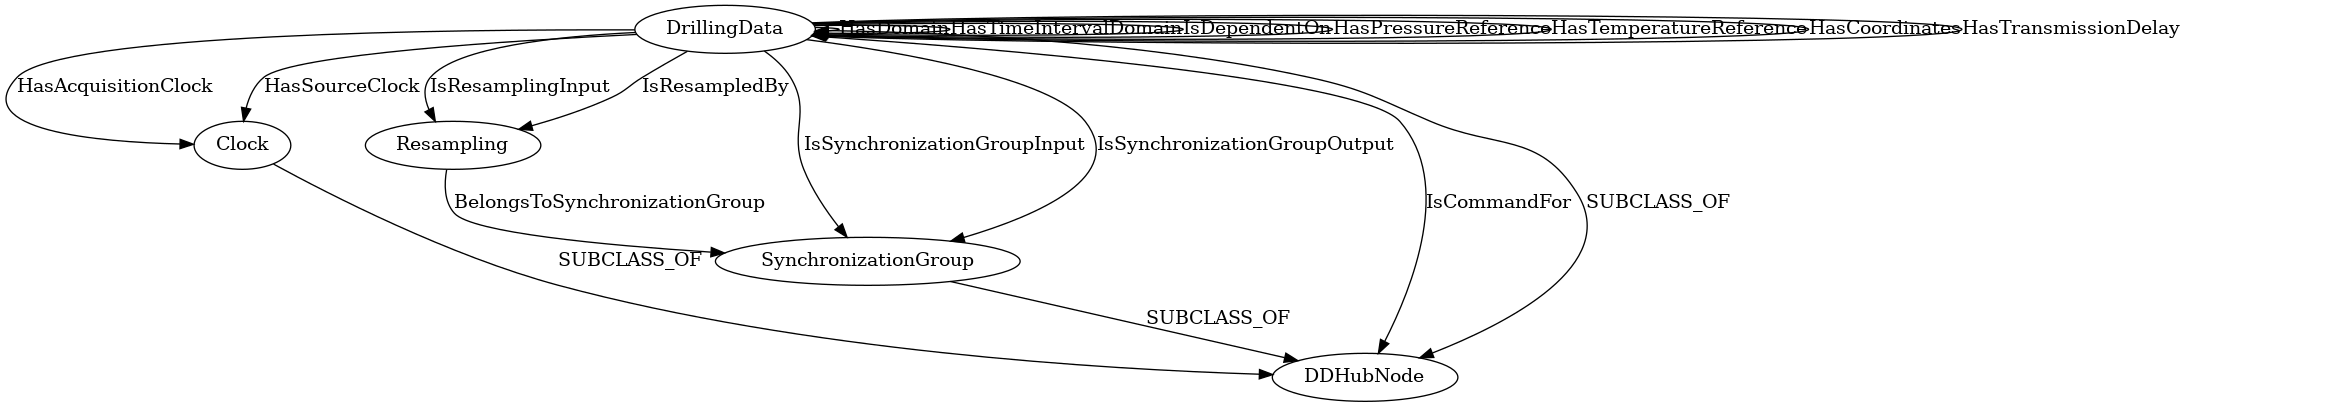 DrillingData
HasDomain
HasTimeIntervalDomain
IsDependentOn
HasPressureReference
HasTemperatureReference
HasCoordinates
HasTransmissionDelay
HasAcquisitionClock
HasSourceClock
IsResamplingInput
IsResampledBy
Clock
Resampling
IsSynchronizationGroupInput
IsSynchronizationGroupOutput
BelongsToSynchronizationGroup
IsCommandFor
SUBCLASS_OF
SUBCLASS_OF
SynchronizationGroup
SUBCLASS_OF
DDHubNode